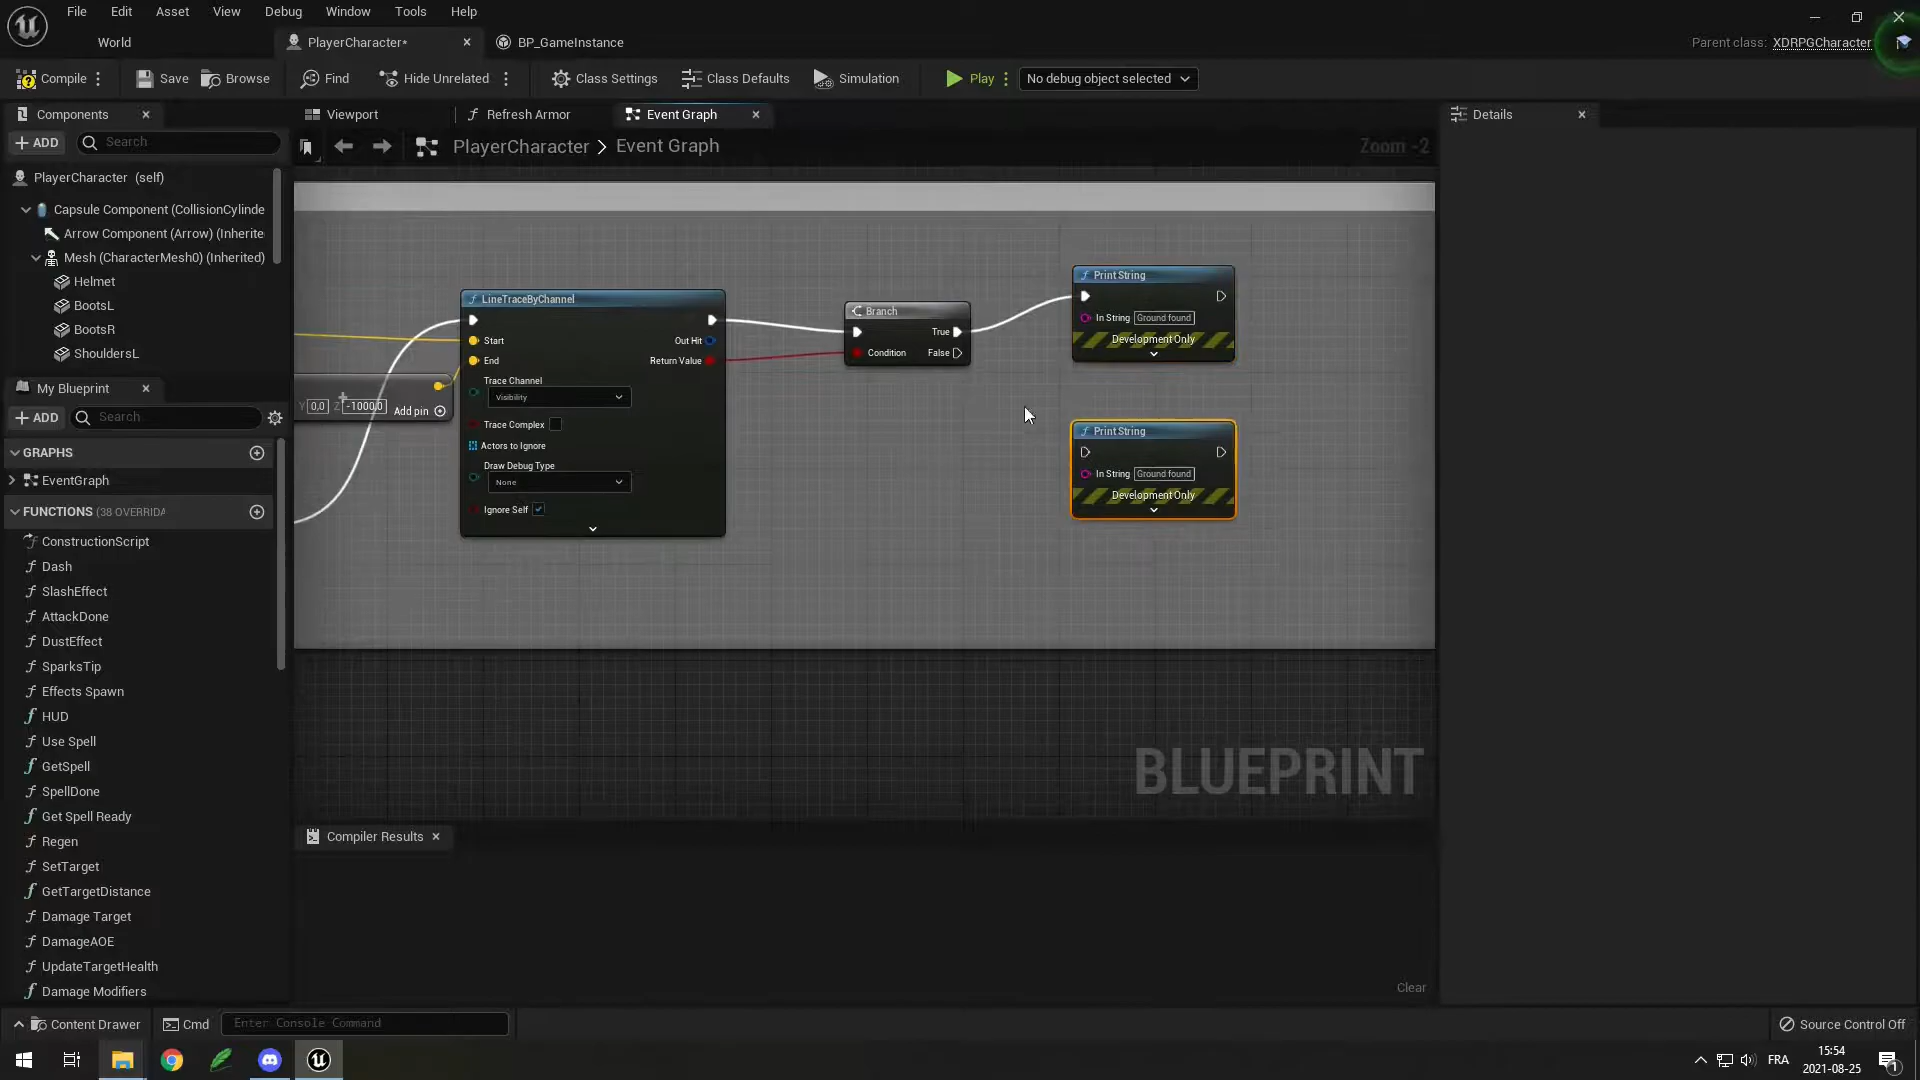 File Edit View Asset Debug Window Tools Help
World PlayerCharacter* BP_GameInstance Parent class: XDRPGCharacter
Compile Save Browse Find Hide Unrelated Class Settings Class Defaults Simulation Play No debug object selected
Components Viewport Refresh Armor Event Graph Details
ADD Search PlayerCharacter Event Graph Zoom -2
PlayerCharacter (self)
Capsule Component (CollisionCylinde
Arrow Component (Arrow) (Inherite
Mesh (CharacterMesh0) (Inherited)
Helmet
BootsL
BootsR
ShouldersL
My Blueprint
ADD Search
GRAPHS
EventGraph
FUNCTIONS (38 OVERRIDA
ConstructionScript
Dash
SlashEffect
AttackDone
DustEffect
SparksTip
Effects Spawn
HUD
Use Spell
GetSpell
SpellDone
Get Spell Ready
Regen
SetTarget
GetTargetDistance
Damage Target
DamageAOE
UpdateTargetHealth
Damage Modifiers
Y 0,0 Z -1000,0 Add pin
LineTraceByChannel
Start Out Hit
End Return Value
Trace Channel
Visibility
Trace Complex
Actors to Ignore
Draw Debug Type
None
Ignore Self
Branch
True
Condition False
Print String
In String Ground found
Development Only
Print String
In String Ground found
Development Only
BLUEPRINT
Compiler Results
Clear
Content Drawer Cmd Enter Console Command Source Control Off
FRA 15:54
2021-08-25
1